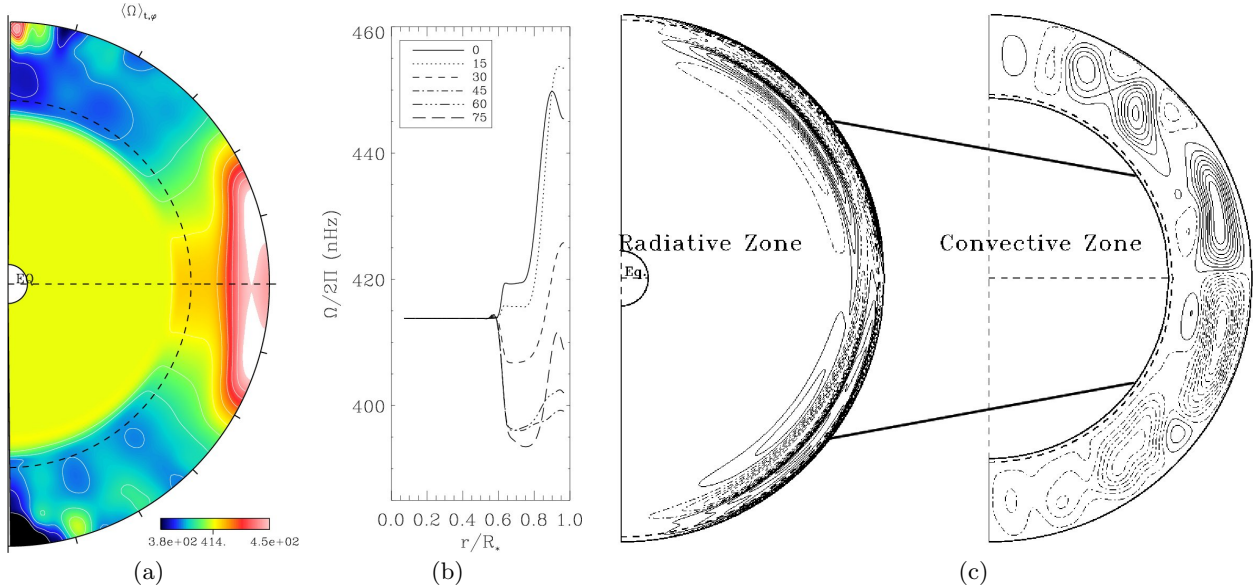 ⟨Ω⟩t,φ
EQ
3.8e+02 414. 4.5e+02
(a)
460
440
420
400
Ω/2Π (nHz)
0
15
30
45
60
75
0.0 0.2 0.4 0.6 0.8 1.0
r/R*
(b)
Radiative Zone
Eq.
Convective Zone
(c)